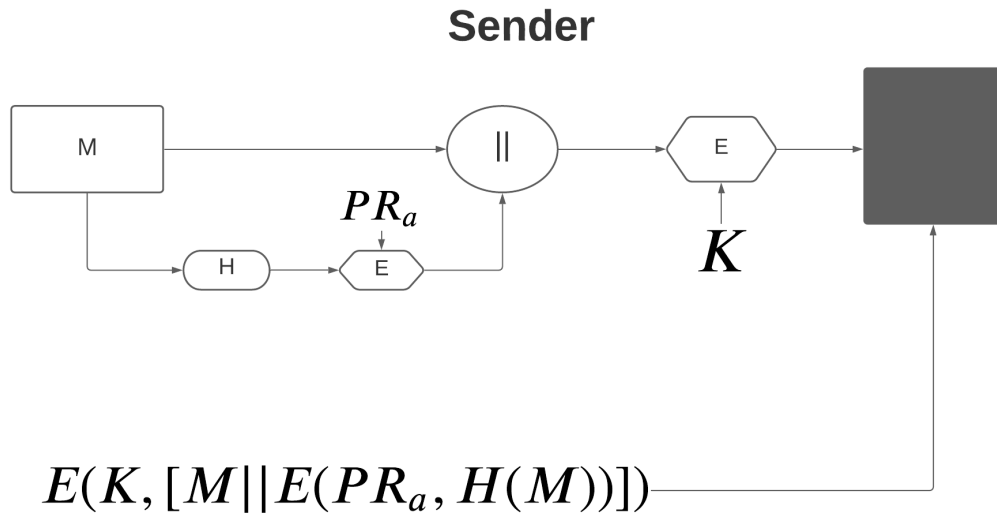 Sender
M
||
E
PR_a
H
E
K
E(K, [M||E(PR_a, H(M))])